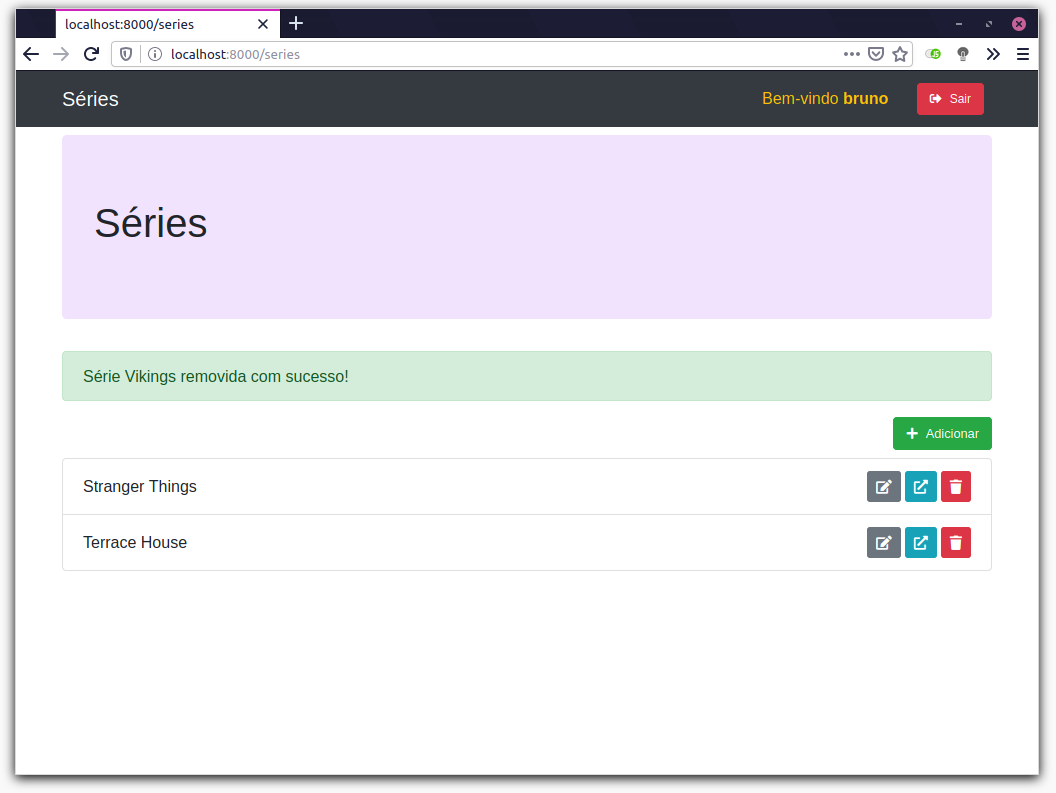 localhost:8000/series
localhost:8000/series
Séries
Bem-vindo bruno
Sair
Séries
Série Vikings removida com sucesso!
Adicionar
Stranger Things
Terrace House